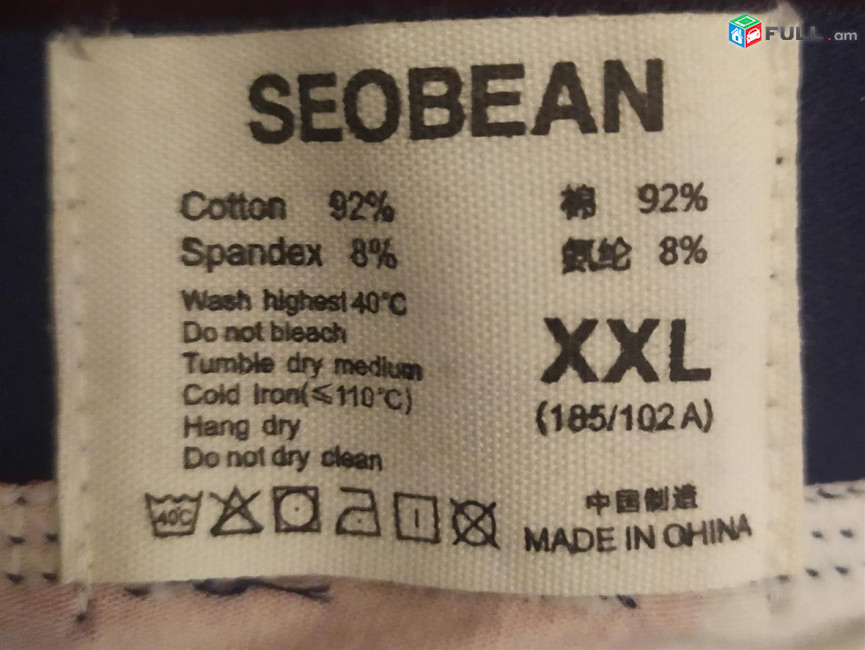 FULL.am
SEOBEAN
Cotton 92%
Spandex 8%
棉 92%
氨纶 8%
Wash highest 40°C
Do not bleach
Tumble dry medium
Cold iron(≤110°C)
Hang dry
Do not dry clean
XXL
(185/102A)
40°C
中国制造
MADE IN CHINA